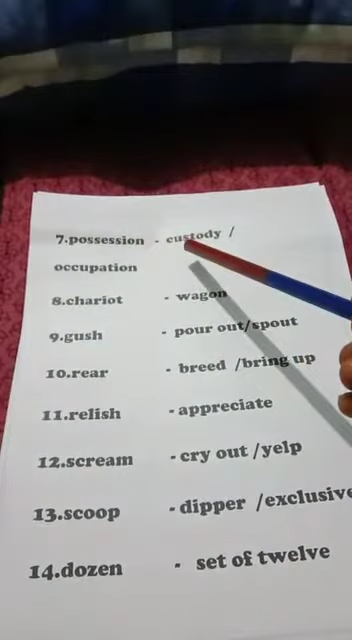 7.possession - custody /
occupation
8.chariot - wagon
9.gush - pour out/spout
10.rear - breed /bring up
11.relish - appreciate
12.scream - cry out /yelp
13.scoop - dipper /exclusive
14.dozen - set of twelve